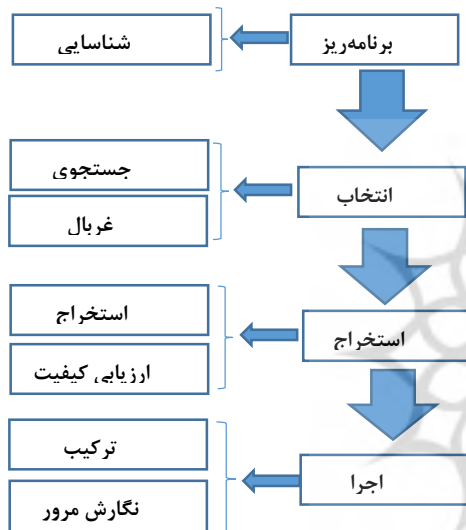 برنامه‌ریز
شناسایی
انتخاب
جستجوی
غربال
استخراج
استخراج
ارزیابی کیفیت
اجرا
ترکیب
نگارش مرور